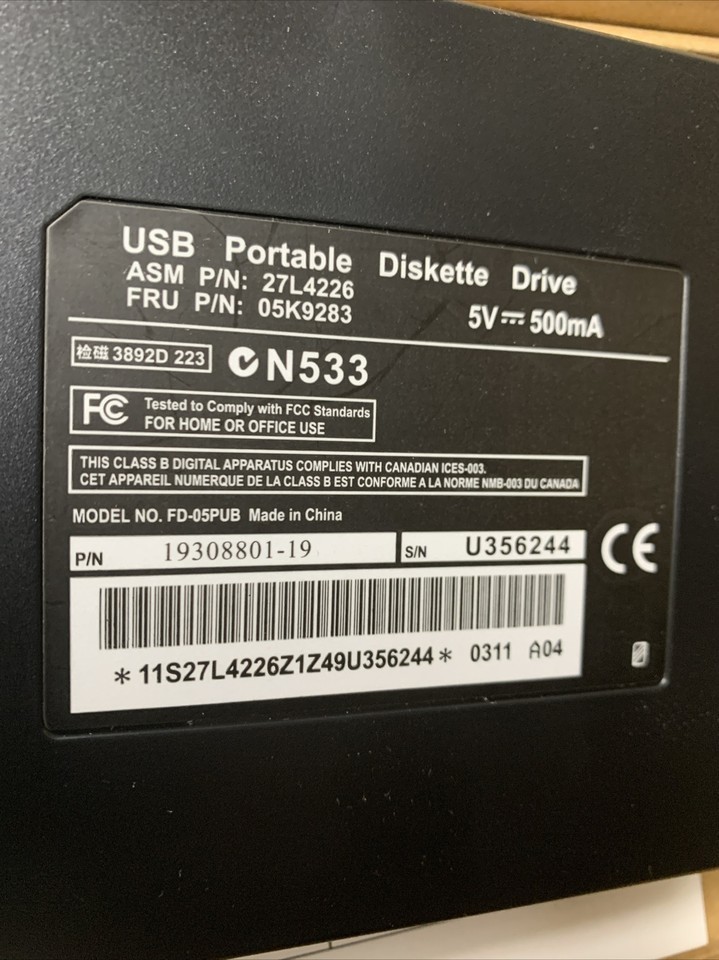 USB Portable Diskette Drive
ASM P/N: 27L4226
FRU P/N: 05K9283
5V⎓500mA
检磁 3892D 223
N533
FC Tested to Comply with FCC Standards
FOR HOME OR OFFICE USE
THIS CLASS B DIGITAL APPARATUS COMPLIES WITH CANADIAN ICES-003.
CET APPAREIL NUMERQUE DE LA CLASS B EST CONFORME A LA NORME NMB-003 DU CANADA
MODEL NO. FD-05PUB Made in China
P/N 19308801-19 S/N U356244
CE
*11S27L4226Z1Z49U356244* 0311 A04